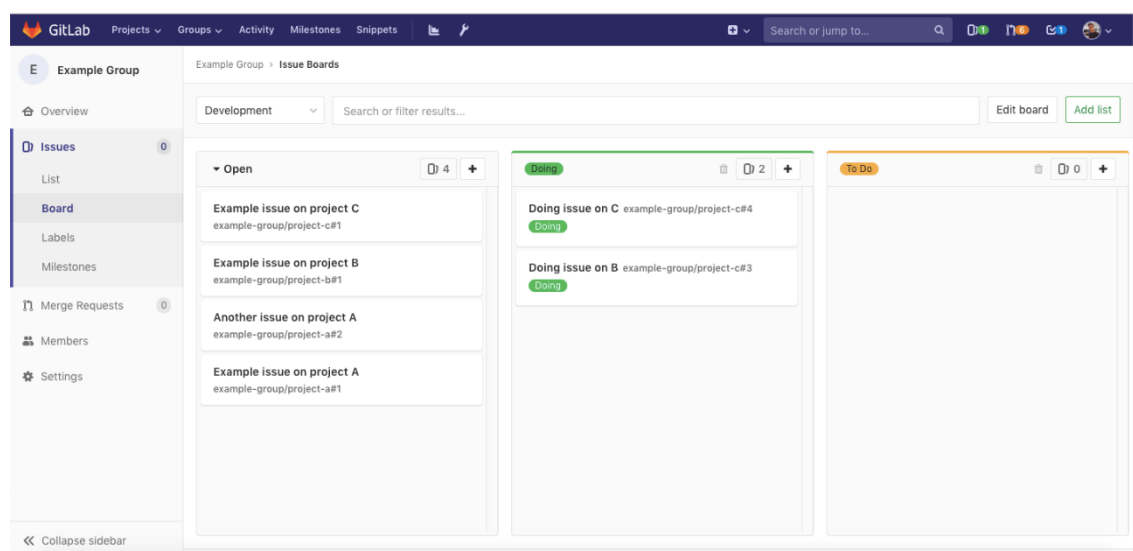 GitLab Projects Groups Activity Milestones Snippets Search or jump to... 1 6 1
E Example Group
Example Group > Issue Boards
Overview
Development Search or filter results... Edit board Add list
Issues 0
List
Board
Labels
Milestones
Merge Requests 0
Members
Settings
Collapse sidebar
Open 4 +
Example issue on project C
example-group/project-c#1
Example issue on project B
example-group/project-b#1
Another issue on project A
example-group/project-a#2
Example issue on project A
example-group/project-a#1
Doing 2 +
Doing issue on C example-group/project-c#4
Doing
Doing issue on B example-group/project-c#3
Doing
To Do 0 +